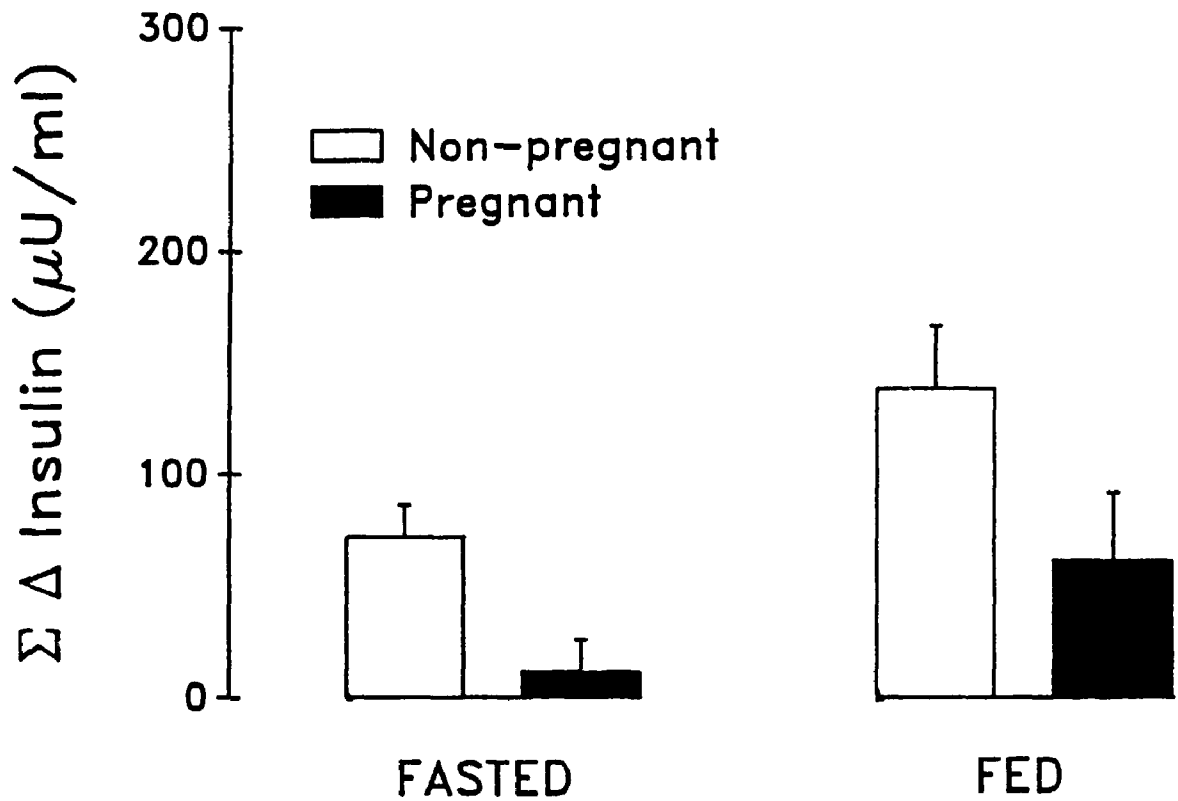 300
200
100
0
Σ Δ Insulin (μU/ml)
Non-pregnant
Pregnant
FASTED
FED